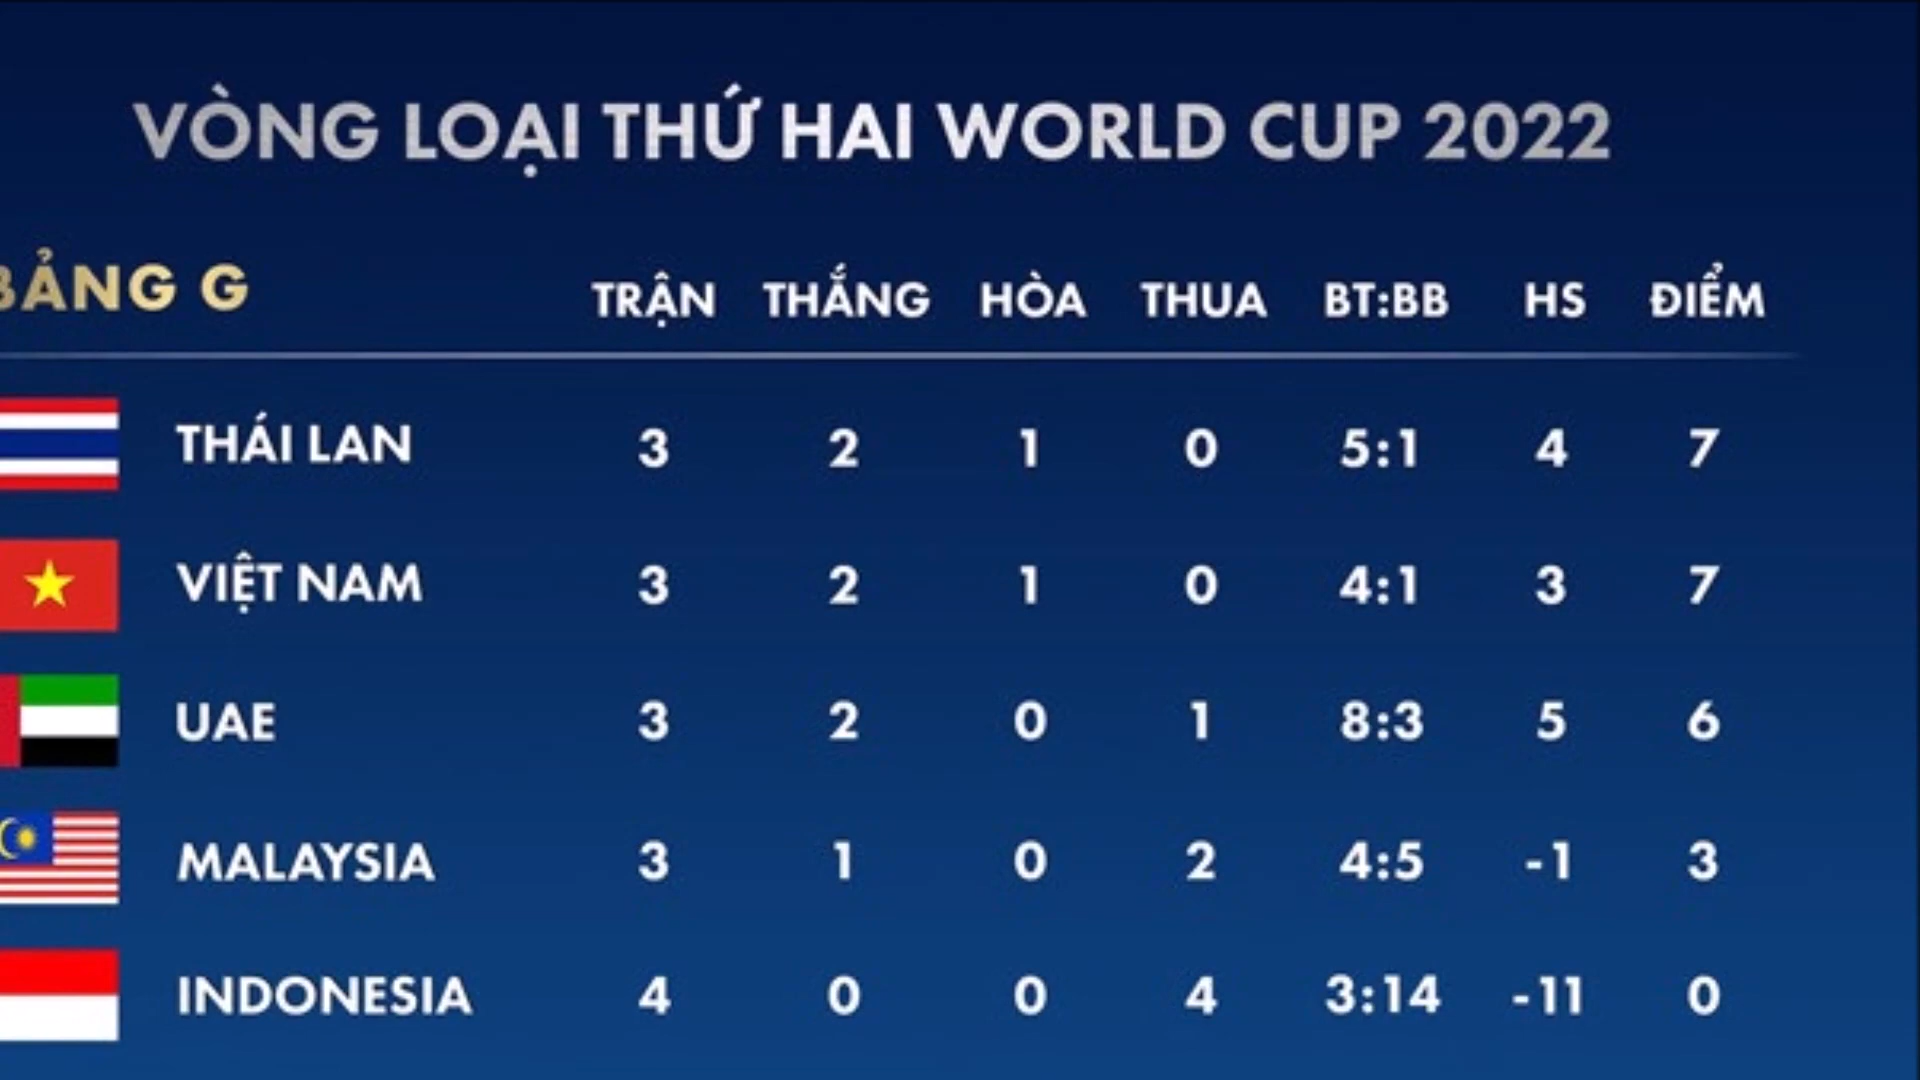 VÒNG LOẠI THỨ HAI WORLD CUP 2022
BẢNG G TRẬN THẮNG HÒA THUA BT:BB HS ĐIỂM
THÁI LAN 3 2 1 0 5:1 4 7
VIỆT NAM 3 2 1 0 4:1 3 7
UAE 3 2 0 1 8:3 5 6
MALAYSIA 3 1 0 2 4:5 -1 3
INDONESIA 4 0 0 4 3:14 -11 0